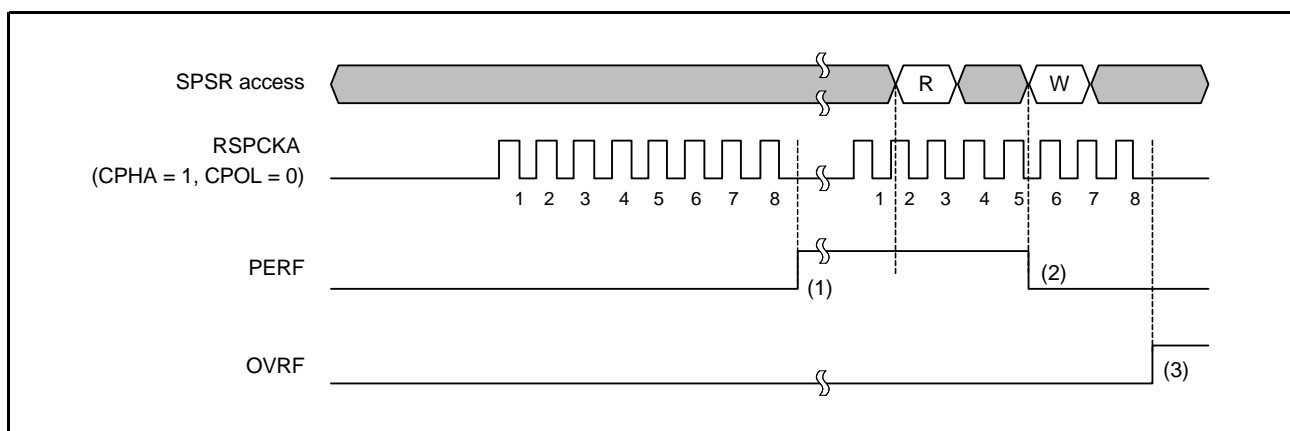 SPSR access R W
RSPCKA
(CPHA = 1, CPOL = 0)
1 2 3 4 5 6 7 8 1 2 3 4 5 6 7 8
PERF (1) (2)
OVRF (3)